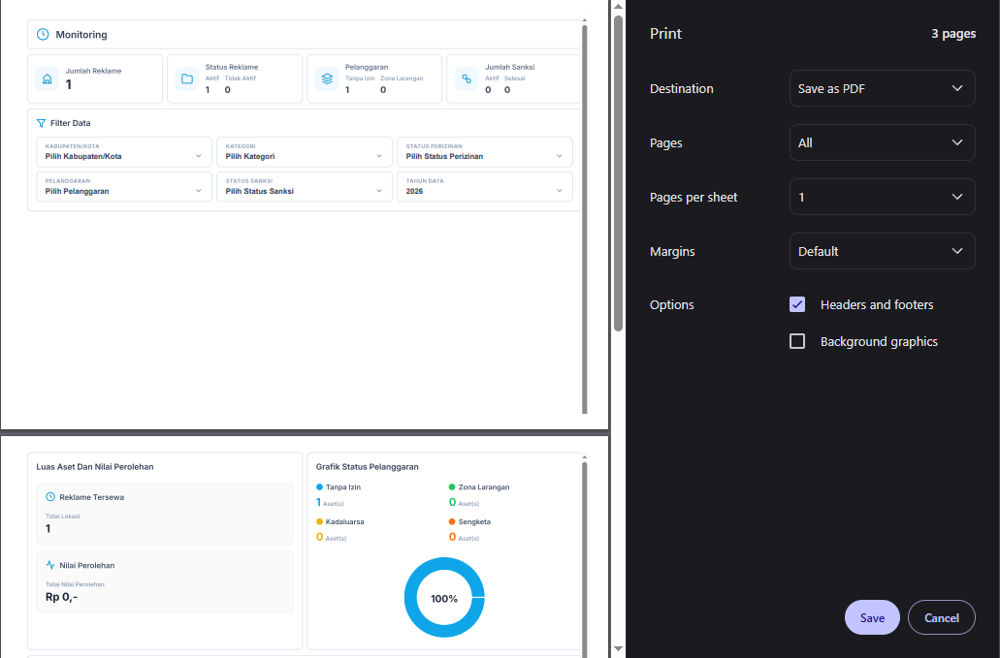 Monitoring
Jumlah Reklame
1
Status Reklame
Aktif Tidak Aktif
1 0
Pelanggaran
Tanpa Izin Zona Larangan
1 0
Jumlah Sanksi
Aktif Selesai
0 0
Filter Data
KABUPATEN/KOTA
Pilih Kabupaten/Kota
KATEGORI
Pilih Kategori
STATUS PERIZINAN
Pilih Status Perizinan
PELANGGARAN
Pilih Pelanggaran
STATUS SANKSI
Pilih Status Sanksi
TAHUN DATA
2026
Luas Aset Dan Nilai Perolehan
Reklame Tersewa
Total Lokasi
1
Nilai Perolehan
Total Nilai Perolehan
Rp 0,-
Grafik Status Pelanggaran
Tanpa Izin
1 Aset(s)
Zona Larangan
0 Aset(s)
Kadaluarsa
0 Aset(s)
Sengketa
0 Aset(s)
100%
Print 3 pages
Destination Save as PDF
Pages All
Pages per sheet 1
Margins Default
Options Headers and footers
Background graphics
Save Cancel